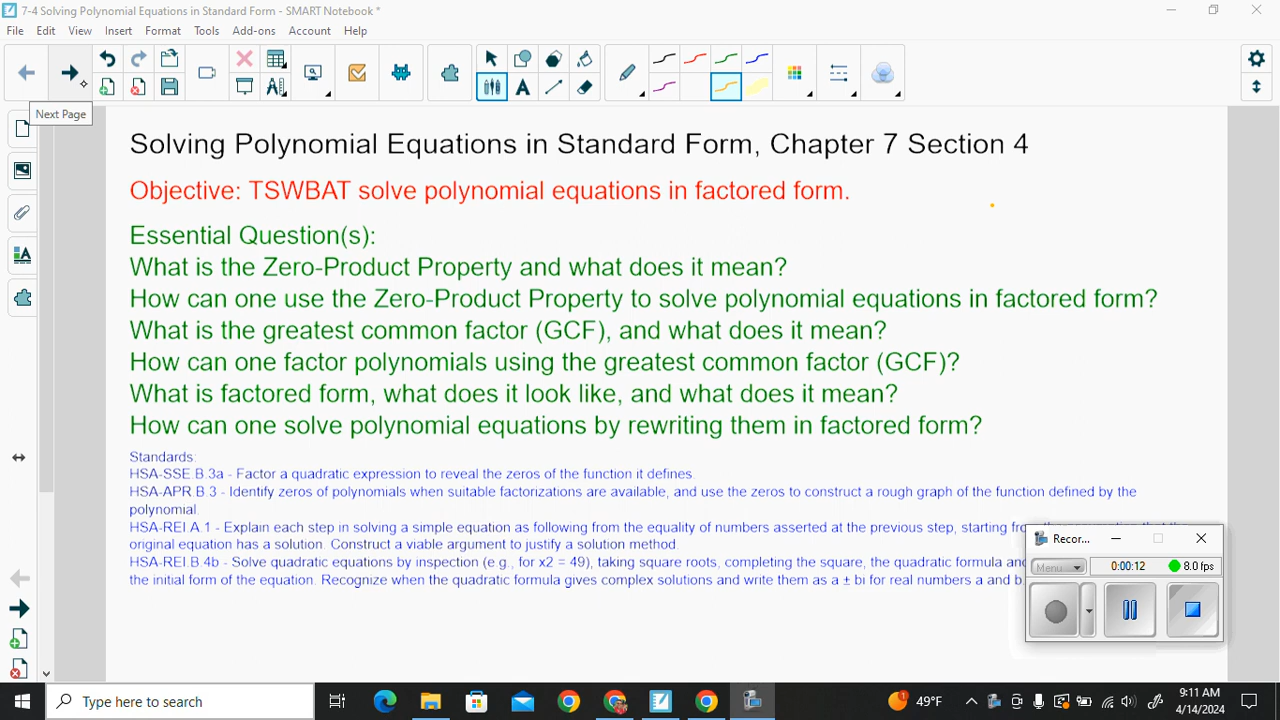 7-4 Solving Polynomial Equations in Standard Form - SMART Notebook *
File Edit View Insert Format Tools Add-ons Account Help
Next Page
Solving Polynomial Equations in Standard Form, Chapter 7 Section 4
Objective: TSWBAT solve polynomial equations in factored form.
Essential Question(s):
What is the Zero-Product Property and what does it mean?
How can one use the Zero-Product Property to solve polynomial equations in factored form?
What is the greatest common factor (GCF), and what does it mean?
How can one factor polynomials using the greatest common factor (GCF)?
What is factored form, what does it look like, and what does it mean?
How can one solve polynomial equations by rewriting them in factored form?
Standards:
HSA-SSE.B.3a - Factor a quadratic expression to reveal the zeros of the function it defines.
HSA-APR.B.3 - Identify zeros of polynomials when suitable factorizations are available, and use the zeros to construct a rough graph of the function defined by the
polynomial.
HSA-REI.A.1 - Explain each step in solving a simple equation as following from the equality of numbers asserted at the previous step, starting
original equation has a solution. Construct a viable argument to justify a solution method.
HSA-REI.B.4b - Solve quadratic equations by inspection (e.g., for x2 = 49), taking square roots, completing the square, the quadratic formula and
the initial form of the equation. Recognize when the quadratic formula gives complex solutions and write them as a ± bi for real numbers a and b
Recor...
Menu 0:00:12 8.0 fps
Type here to search
1
49°F
9:11 AM
4/14/2024